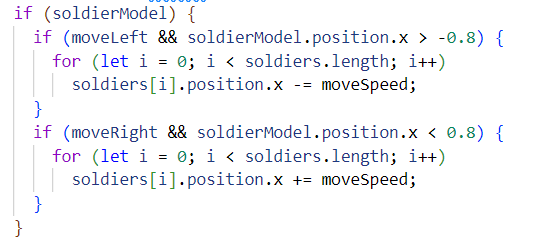 if (soldierModel) {
if (moveLeft && soldierModel.position.x > -0.8) {
for (let i = 0; i < soldiers.length; i++)
soldiers[i].position.x -= moveSpeed;
}
if (moveRight && soldierModel.position.x < 0.8) {
for (let i = 0; i < soldiers.length; i++)
soldiers[i].position.x += moveSpeed;
}
}